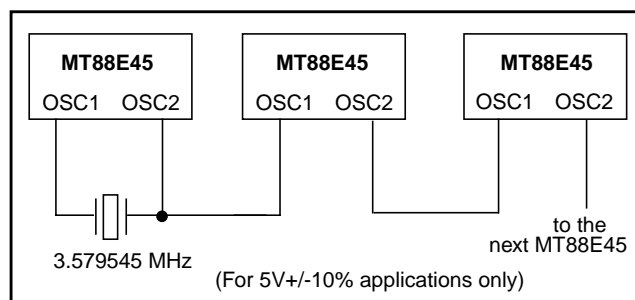 MT88E45 MT88E45 MT88E45
OSC1 OSC2 OSC1 OSC2 OSC1 OSC2
to the
next MT88E45
3.579545 MHz
(For 5V+/-10% applications only)